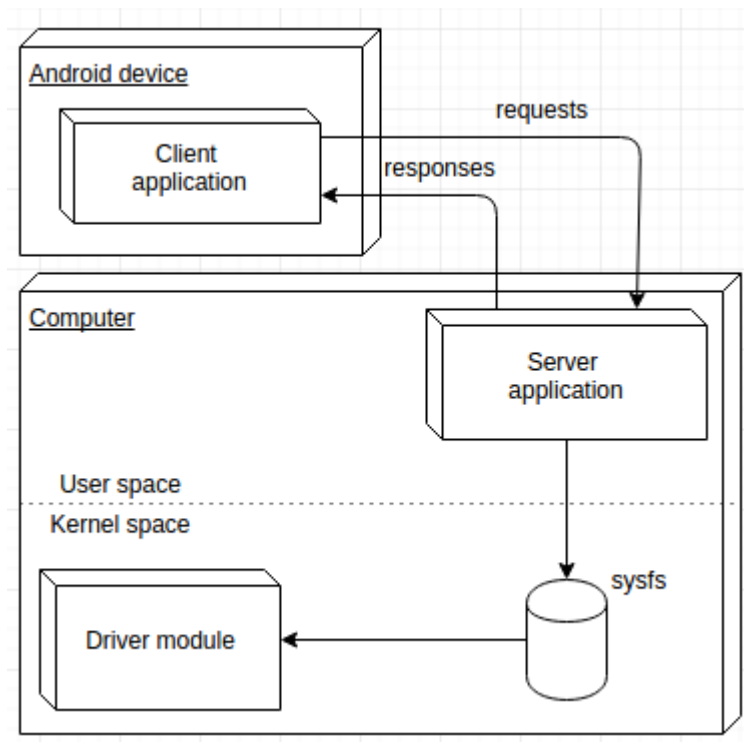 Android device
Client
application
requests
responses
Computer
Server
application
User space
Kernel space
sysfs
Driver module